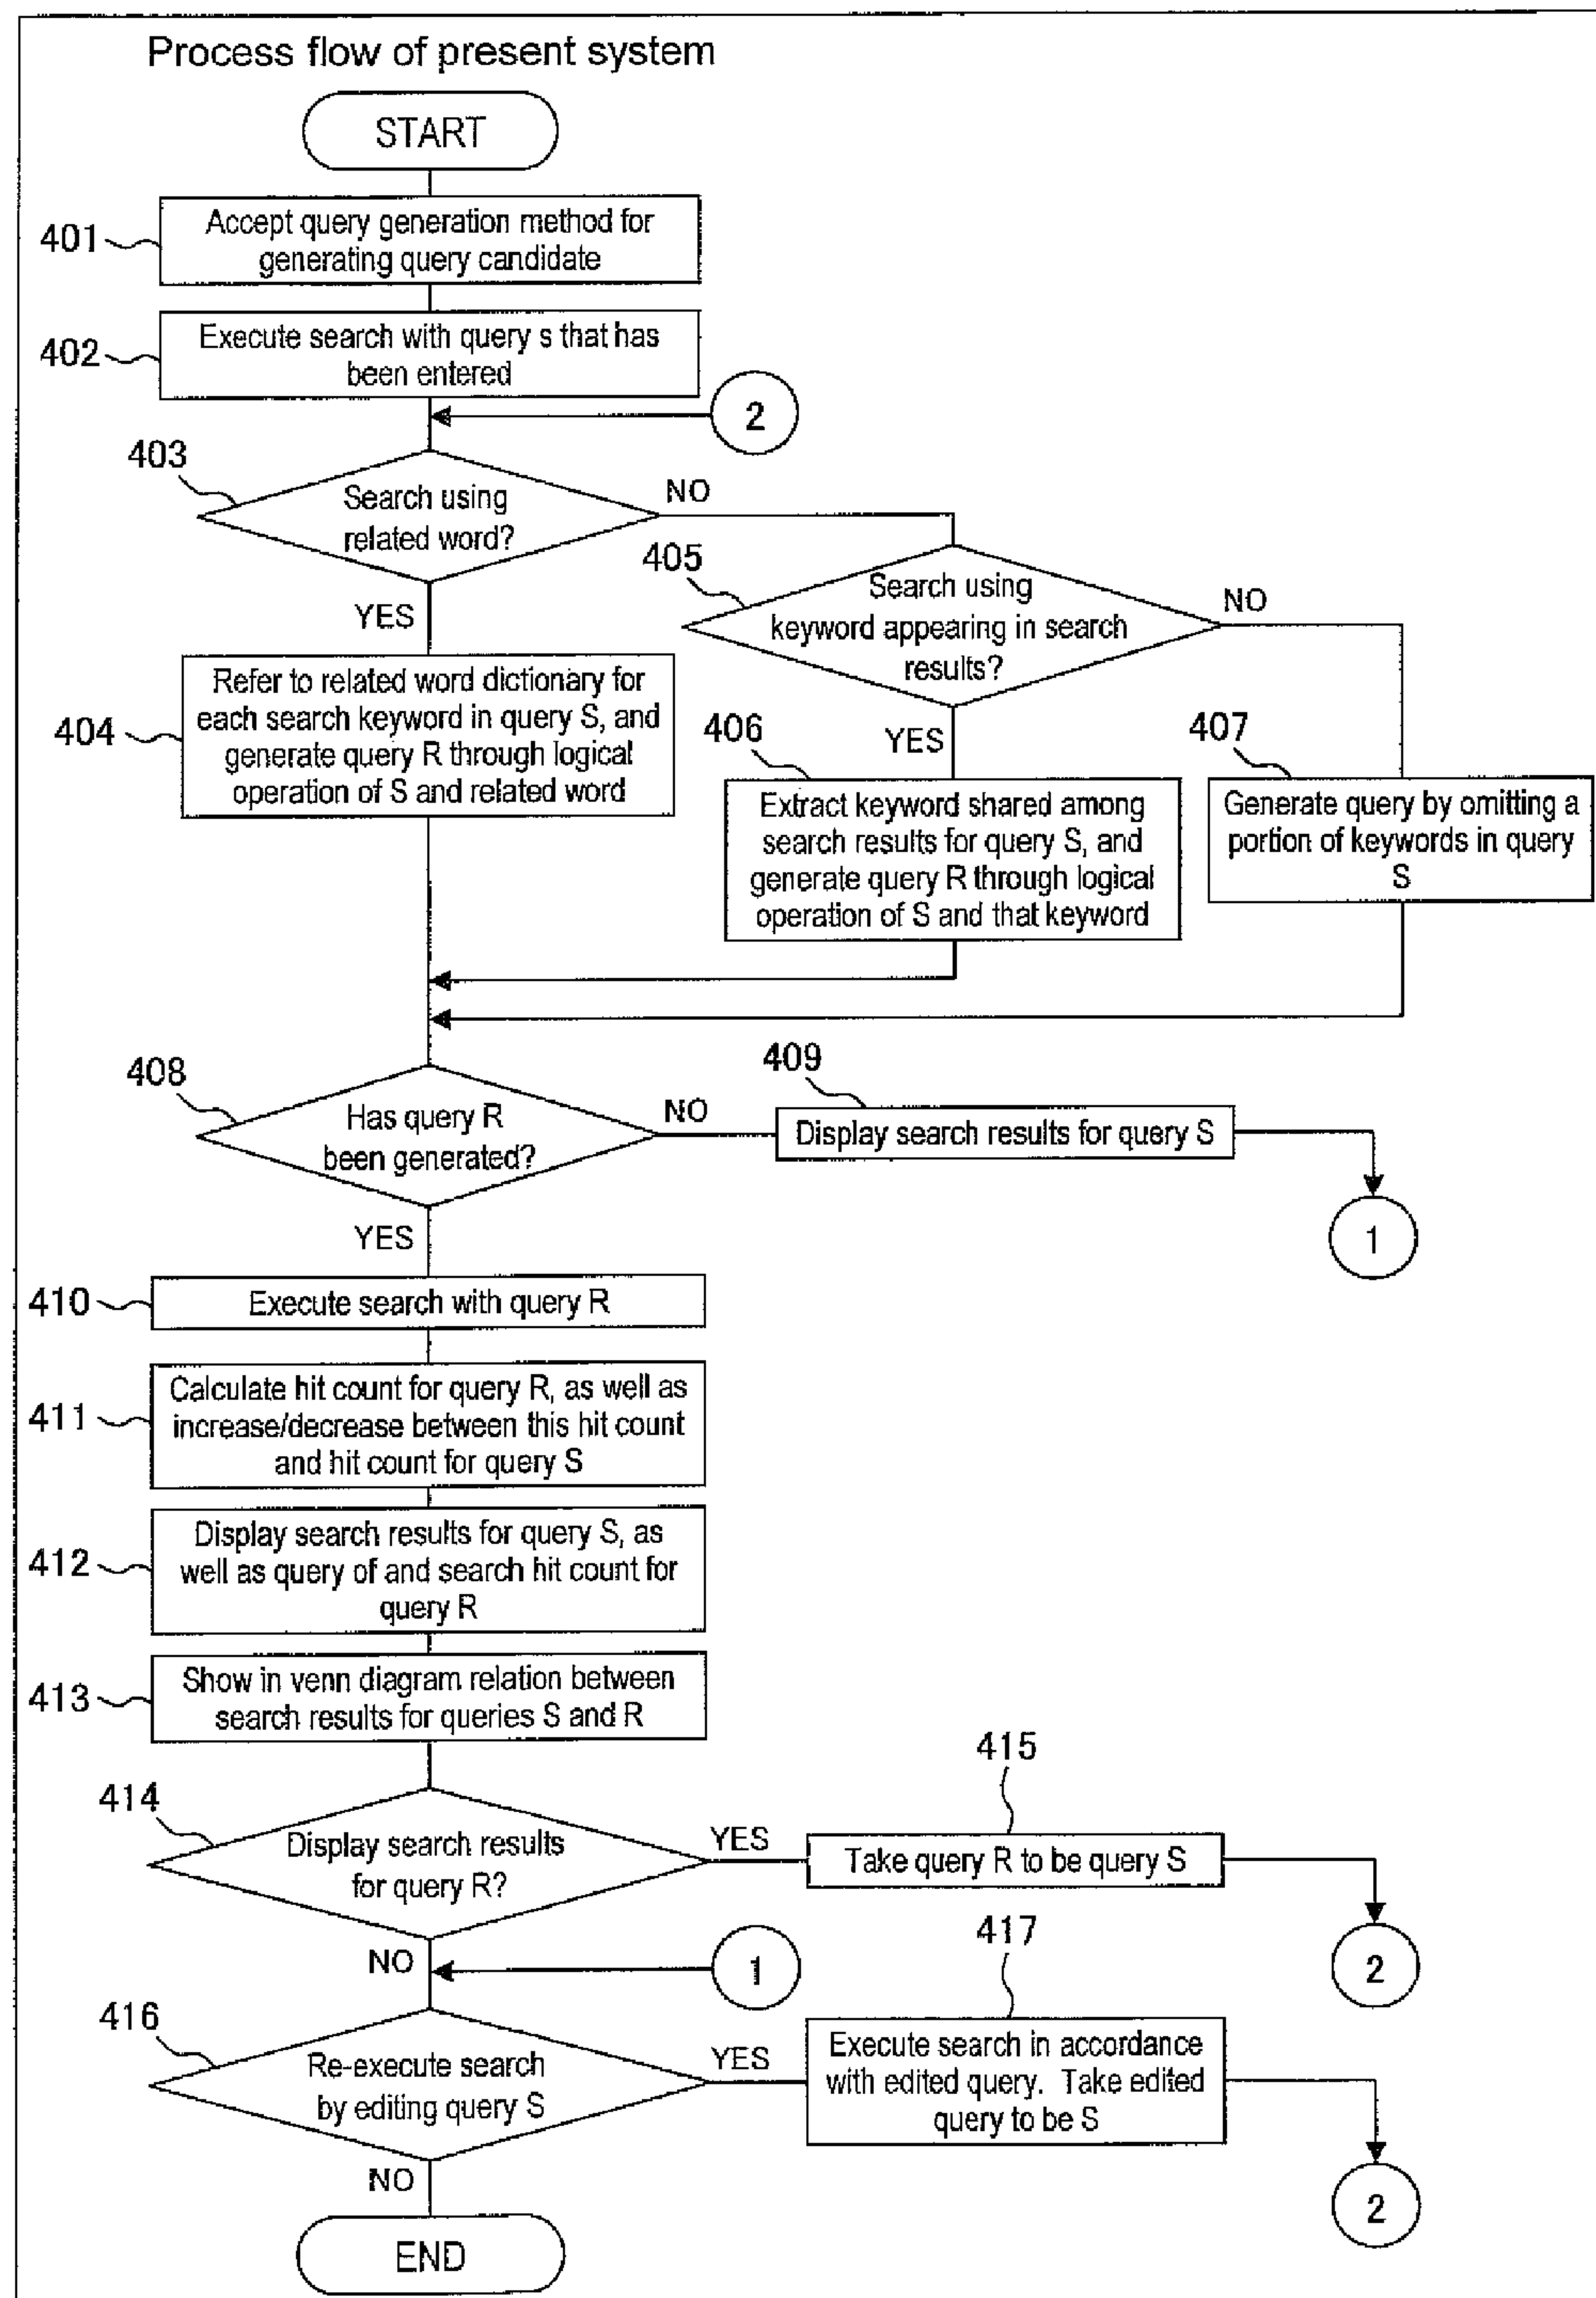 Process flow of present system
START
401
Accept query generation method for
generating query candidate
402
Execute search with query s that has
been entered
2
403
Search using
related word?
NO
YES
405
Search using
keyword appearing in search
results?
NO
YES
404
Refer to related word dictionary for
each search keyword in query S, and
generate query R through logical
operation of S and related word
406
Extract keyword shared among
search results for query S, and
generate query R through logical
operation of S and that keyword
407
Generate query by omitting a
portion of keywords in query
S
408
Has query R
been generated?
NO
YES
409
Display search results for query S
1
410
Execute search with query R
411
Calculate hit count for query R, as well as
increase/decrease between this hit count
and hit count for query S
412
Display search results for query S, as
well as query of and search hit count for
query R
413
Show in venn diagram relation between
search results for queries S and R
414
Display search results
for query R?
YES
NO
415
Take query R to be query S
2
1
416
Re-execute search
by editing query S
YES
NO
417
Execute search in accordance
with edited query. Take edited
query to be S
2
END